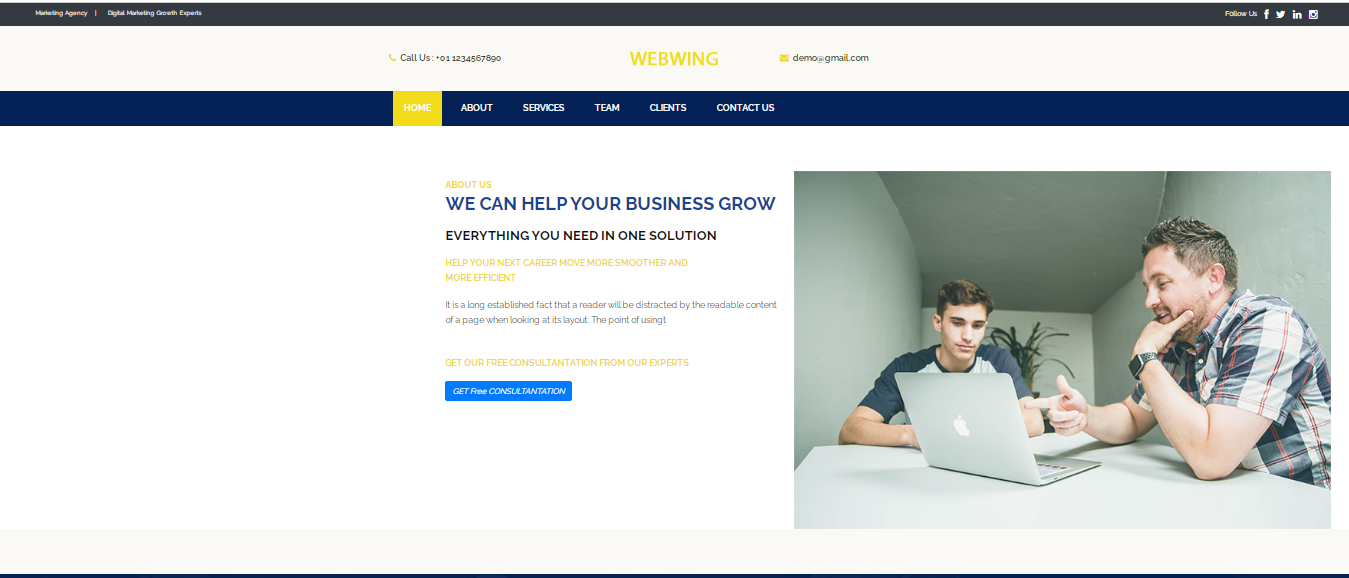 Marketing Agency | Digital Marketing Growth Experts
Follow Us
Call Us : +01 1234567890
WEBWING
demo@gmail.com
HOME ABOUT SERVICES TEAM CLIENTS CONTACT US
ABOUT US
WE CAN HELP YOUR BUSINESS GROW
EVERYTHING YOU NEED IN ONE SOLUTION
HELP YOUR NEXT CAREER MOVE MORE SMOOTHER AND
MORE EFFICIENT
It is a long established fact that a reader will be distracted by the readable content
of a page when looking at its layout. The point of usingt
GET OUR FREE CONSULTANTATION FROM OUR EXPERTS
GET Free CONSULTANTATION